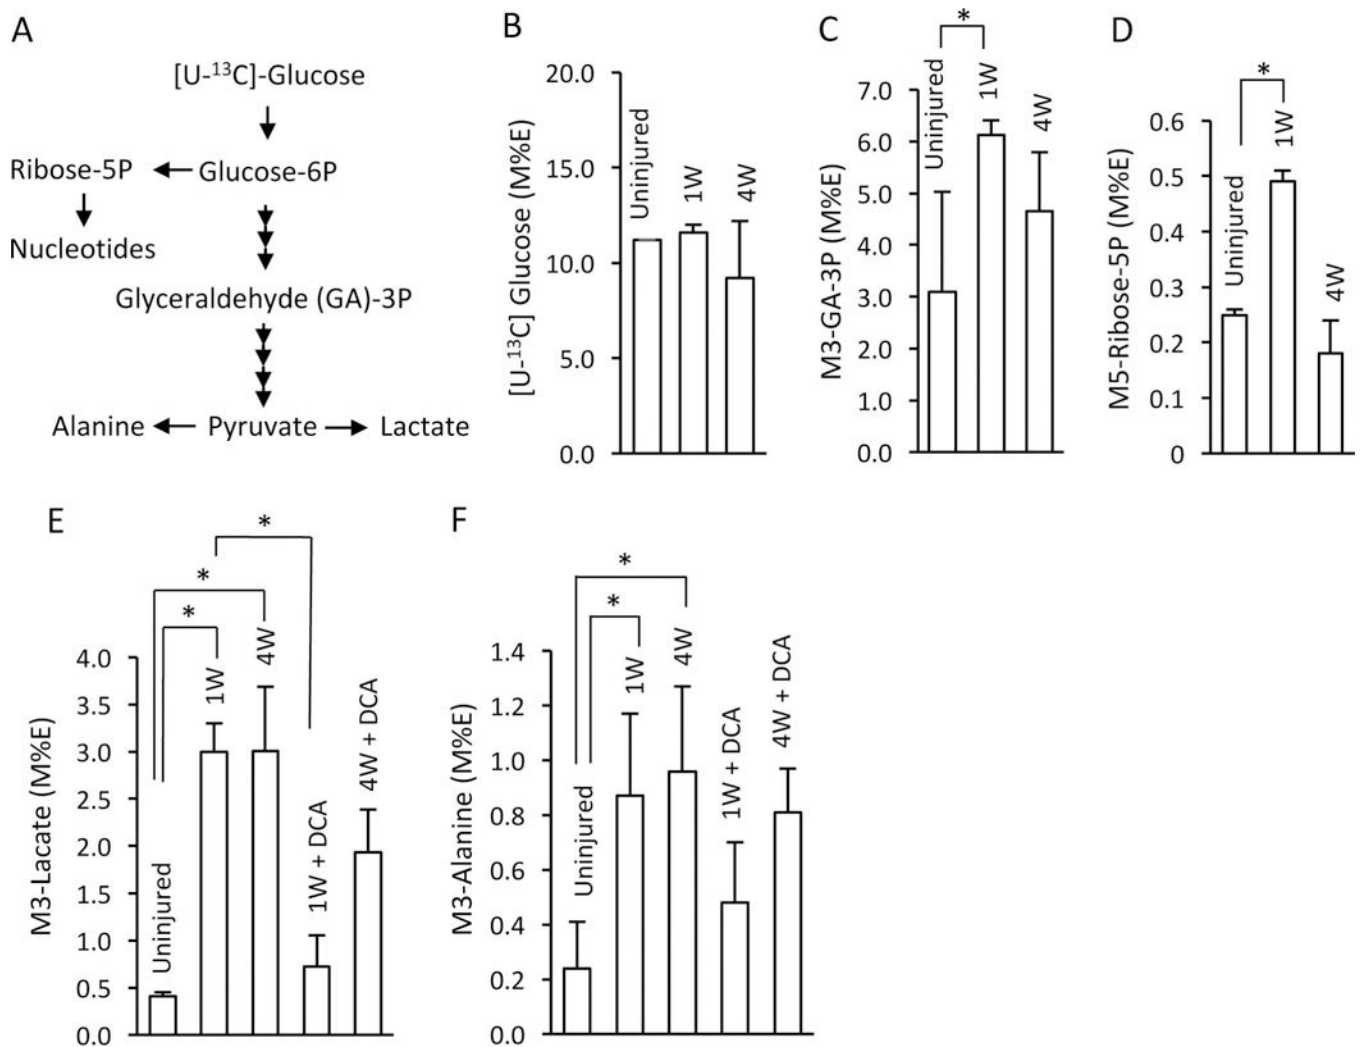 A
[U-¹³C]-Glucose
Ribose-5P
Glucose-6P
Nucleotides
Glyceraldehyde (GA)-3P
Alanine
Pyruvate
Lactate
B
[U-¹³C] Glucose (M%E)
20.0
15.0
10.0
5.0
0.0
Uninjured
1W
4W
C
M3-GA-3P (M%E)
7.0
6.0
5.0
4.0
3.0
2.0
1.0
0.0
Uninjured
*
1W
4W
D
M5-Ribose-5P (M%E)
0.6
0.5
0.4
0.3
0.2
0.1
0
Uninjured
*
1W
4W
E
M3-Lacate (M%E)
4.0
3.5
3.0
2.5
2.0
1.5
1.0
0.5
0.0
*
*
*
Uninjured
1W
4W
1W + DCA
4W + DCA
F
M3-Alanine (M%E)
1.4
1.2
1.0
0.8
0.6
0.4
0.2
0.0
*
*
Uninjured
1W
4W
1W + DCA
4W + DCA